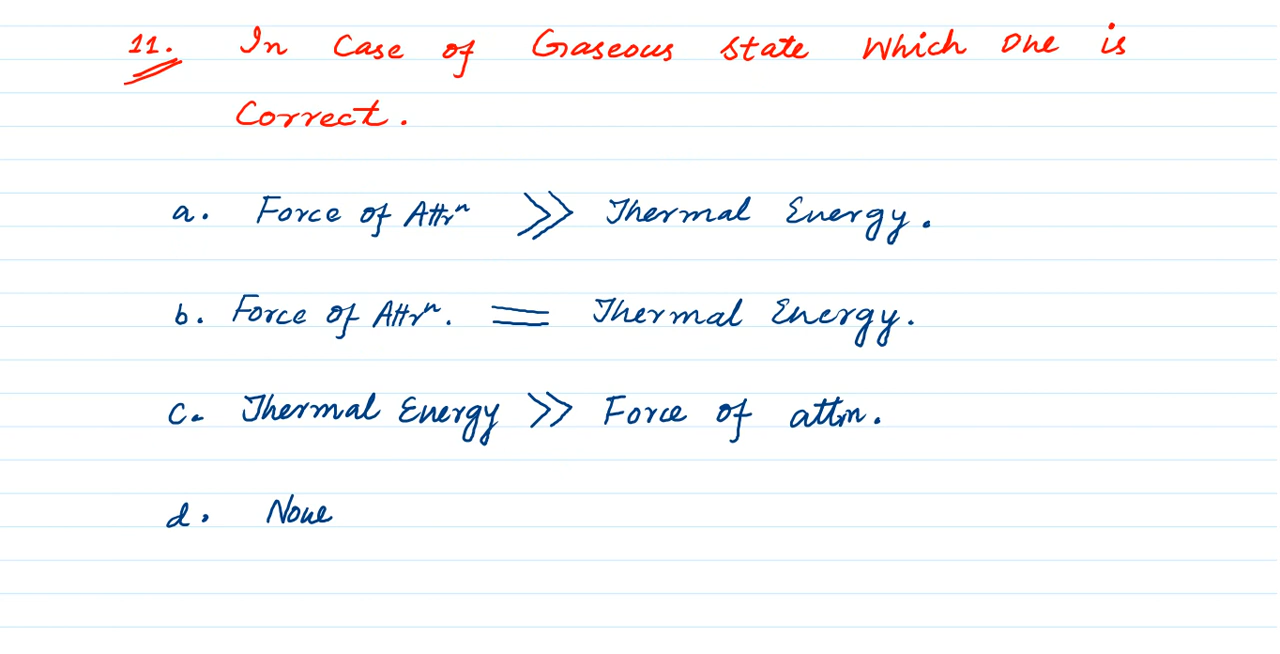 11. In Case of Gaseous state Which one is
Correct.
a. Force of Attrⁿ >> Thermal Energy.
b. Force of Attrⁿ. = Thermal Energy.
c. Thermal Energy >> Force of attrn.
d. None